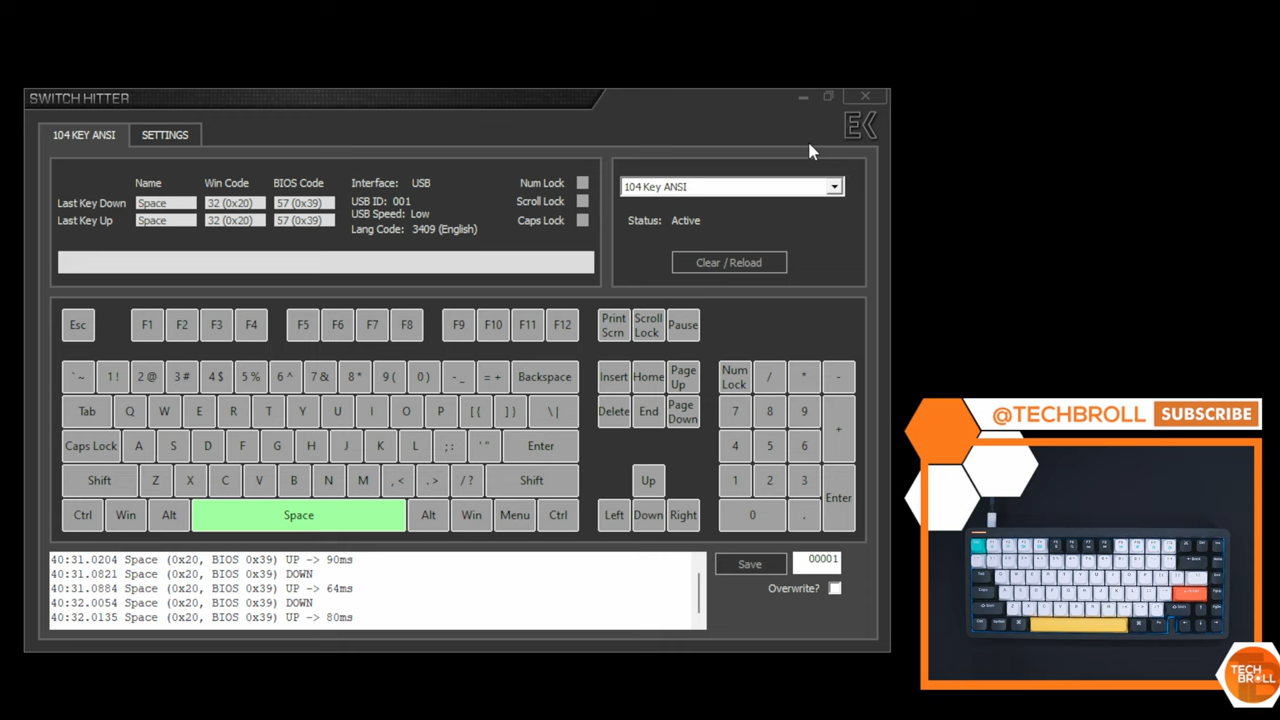 SWITCH HITTER
104 KEY ANSI SETTINGS
EK
Name Win Code BIOS Code Interface: USB Num Lock
Last Key Down Space 32 (0x20) 57 (0x39) USB ID: 001 Scroll Lock
Last Key Up Space 32 (0x20) 57 (0x39) USB Speed: Low Caps Lock
Lang Code: 3409 (English)
104 Key ANSI
Status: Active
Clear / Reload
Esc F1 F2 F3 F4 F5 F6 F7 F8 F9 F10 F11 F12 Print Scrn Scroll Lock Pause
` ~ 1 ! 2 @ 3 # 4 $ 5 % 6 ^ 7 & 8 * 9 ( 0 ) - _ = + Backspace Insert Home Page Up Num Lock / * -
Tab Q W E R T Y U I O P [ { ] } \ | Delete End Page Down 7 8 9 +
Caps Lock A S D F G H J K L ; : ' " Enter 4 5 6
Shift Z X C V B N M , < . > / ? Shift Up 1 2 3 Enter
Ctrl Win Alt Space Alt Win Menu Ctrl Left Down Right 0 .
40:31.0204 Space (0x20, BIOS 0x39) UP -> 90ms
40:31.0821 Space (0x20, BIOS 0x39) DOWN
40:31.0884 Space (0x20, BIOS 0x39) UP -> 64ms
40:32.0054 Space (0x20, BIOS 0x39) DOWN
40:32.0135 Space (0x20, BIOS 0x39) UP -> 80ms
Save 00001
Overwrite?
@TECHBROLL SUBSCRIBE
TECH
BROLL